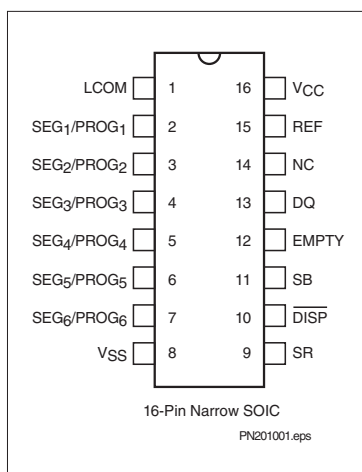 LCOM 1 16 VCC
SEG1/PROG1 2 15 REF
SEG2/PROG2 3 14 NC
SEG3/PROG3 4 13 DQ
SEG4/PROG4 5 12 EMPTY
SEG5/PROG5 6 11 SB
SEG6/PROG6 7 10 D̅I̅S̅P̅
VSS 8 9 SR
16-Pin Narrow SOIC
PN201001.eps